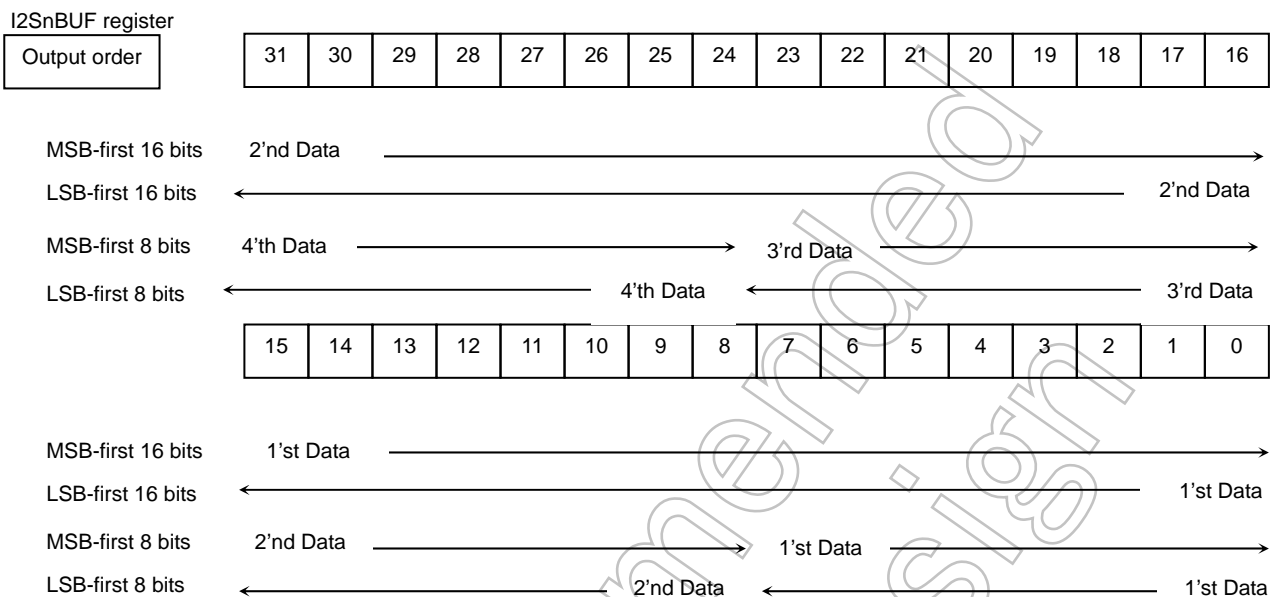 I2SnBUF register
Output order
31 30 29 28 27 26 25 24 23 22 21 20 19 18 17 16
MSB-first 16 bits 2'nd Data
LSB-first 16 bits 2'nd Data
MSB-first 8 bits 4'th Data 3'rd Data
LSB-first 8 bits 4'th Data 3'rd Data
15 14 13 12 11 10 9 8 7 6 5 4 3 2 1 0
MSB-first 16 bits 1'st Data
LSB-first 16 bits 1'st Data
MSB-first 8 bits 2'nd Data 1'st Data
LSB-first 8 bits 2'nd Data 1'st Data